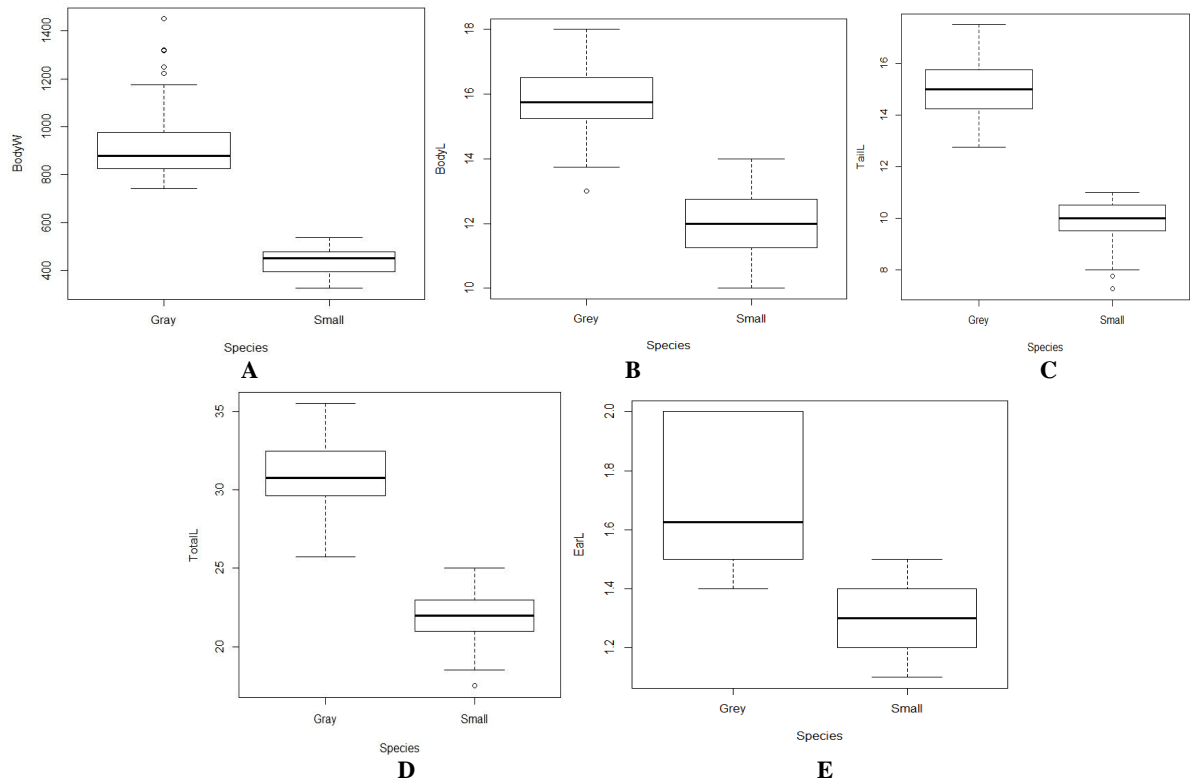 BodyW
1400
1200
1000
800
600
400
Gray Small
Species
A
BodyL
18
16
14
12
10
Grey Small
Species
B
TailL
16
14
12
10
8
Grey Small
Species
C
TotalL
35
30
25
20
Gray Small
Species
D
EarL
2.0
1.8
1.6
1.4
1.2
Grey Small
Species
E